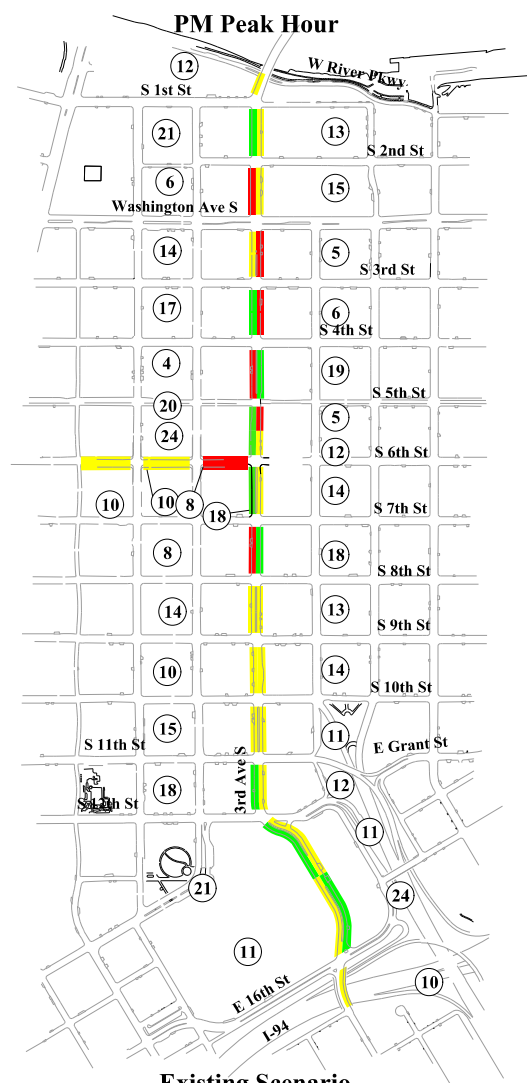 PM Peak Hour
12
W River Pkwy
S 1st St
21
13
S 2nd St
6
15
Washington Ave S
14
5
S 3rd St
17
6
S 4th St
4
19
S 5th St
20
5
24
12
S 6th St
10
10
8
18
14
S 7th St
8
18
S 8th St
14
13
S 9th St
10
14
S 10th St
15
11
S 11th St
E Grant St
3rd Ave S
18
12
S 12th St
11
21
24
11
E 16th St
10
I-94
Existing Scenario